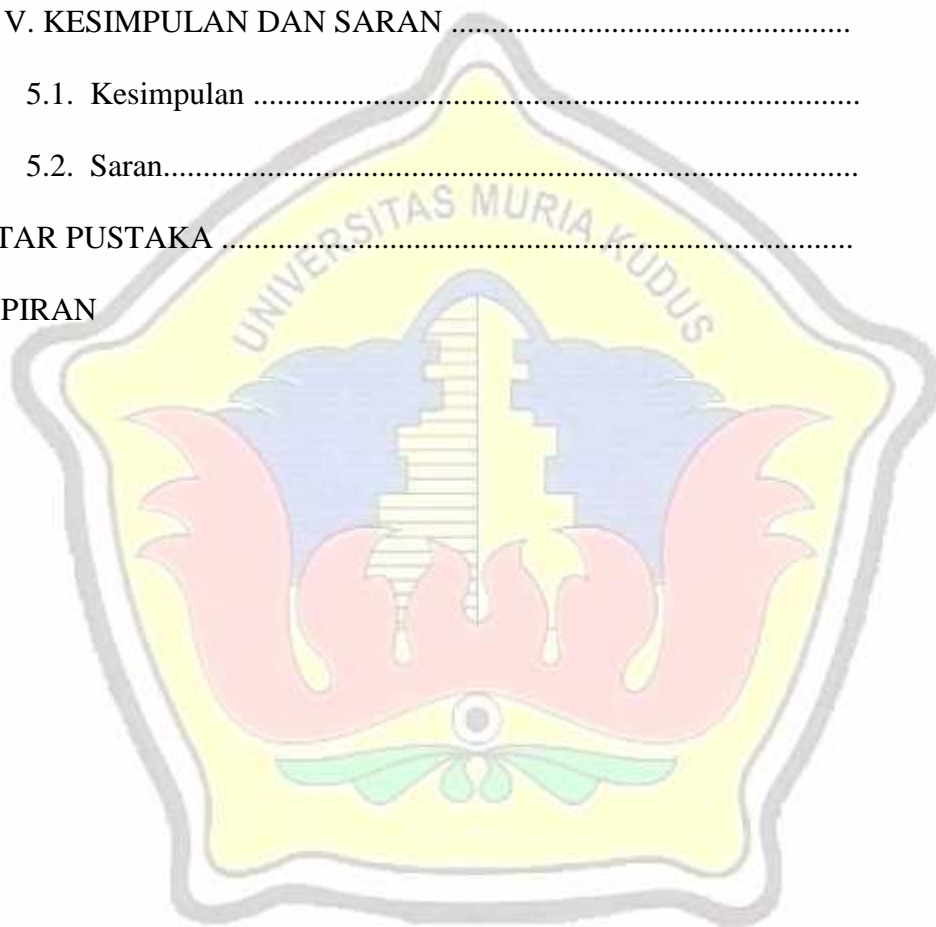 V. KESIMPULAN DAN SARAN ..................................................
5.1. Kesimpulan ...........................................................................
5.2. Saran......................................................................................
TAR PUSTAKA ..............................................................................
PIRAN
UNIVERSITAS MURIA KUDUS